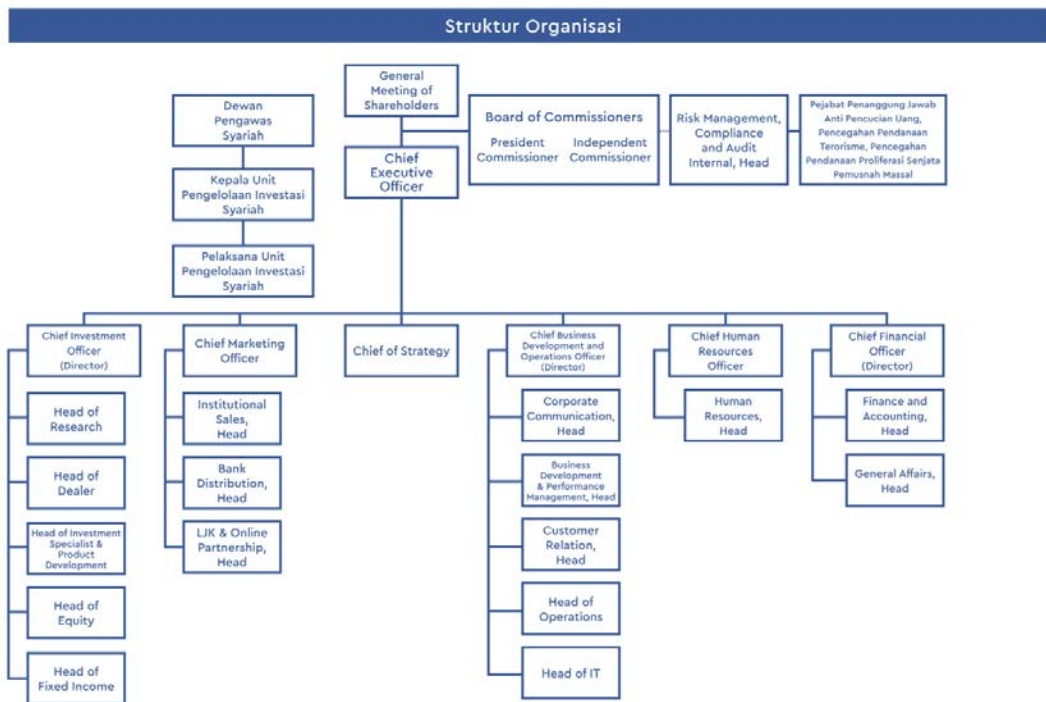 Struktur Organisasi
General
Meeting of
Shareholders
Dewan
Pengawas
Syariah
Board of Commissioners
President
Commissioner
Independent
Commissioner
Risk Management,
Compliance
and Audit
Internal, Head
Pejabat Penanggung Jawab
Anti Pencucian Uang,
Pencegahan Pendanaan
Terorisme, Pencegahan
Pendanaan Proliferasi Senjata
Pemusnah Massal
Chief
Executive
Officer
Kepala Unit
Pengelolaan Investasi
Syariah
Pelaksana Unit
Pengelolaan Investasi
Syariah
Chief Investment
Officer
(Director)
Chief Marketing
Officer
Chief of Strategy
Chief Business
Development and
Operations Officer
(Director)
Chief Human
Resources
Officer
Chief Financial
Officer
(Director)
Head of
Research
Head of
Dealer
Head of Investment
Specialist &
Product
Development
Head of
Equity
Head of
Fixed Income
Institutional
Sales,
Head
Bank
Distribution,
Head
LJK & Online
Partnership,
Head
Corporate
Communication,
Head
Business
Development
& Performance
Management, Head
Customer
Relation,
Head
Head of
Operations
Head of IT
Human
Resources,
Head
Finance and
Accounting,
Head
General Affairs,
Head